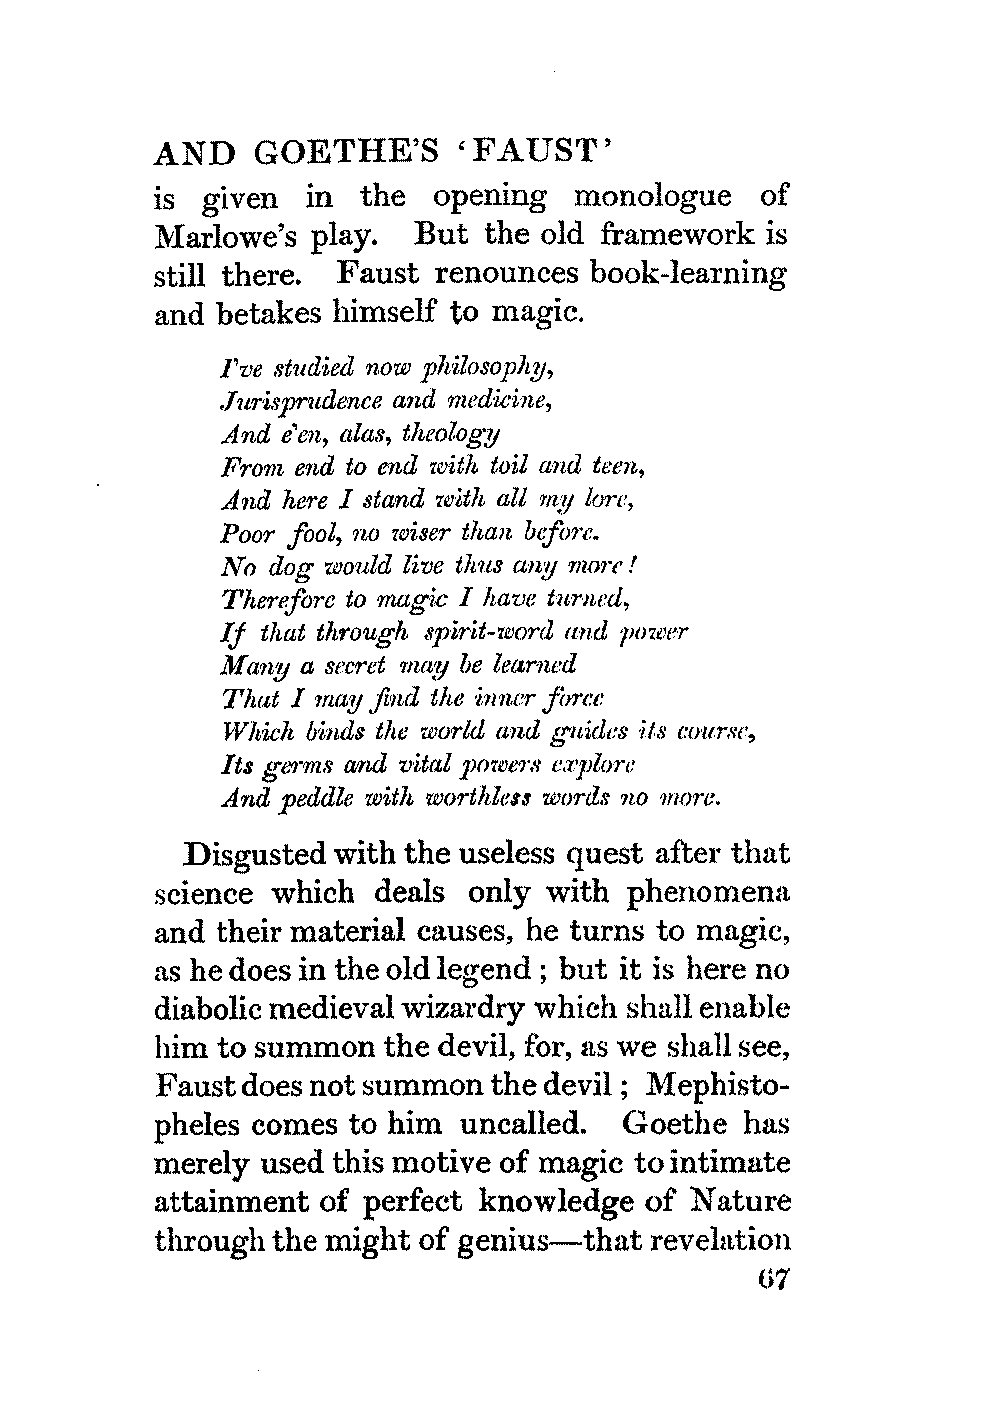 AND GOETHE'S ‘FAUST’
is given in the opening monologue of
Marlowe's play. But the old framework is
still there. Faust renounces book-learning
and betakes himself to magic.
I've studied now philosophy,
Jurisprudence and medicine,
And e'en, alas, theology
From end to end with toil and teen,
And here I stand with all my lore,
Poor fool, no wiser than before.
No dog would live thus any more!
Therefore to magic I have turned,
If that through spirit-word and power
Many a secret may be learned
That I may find the inner force
Which binds the world and guides its course,
Its germs and vital powers explore
And peddle with worthless words no more.
Disgusted with the useless quest after that
science which deals only with phenomena
and their material causes, he turns to magic,
as he does in the old legend; but it is here no
diabolic medieval wizardry which shall enable
him to summon the devil, for, as we shall see,
Faust does not summon the devil; Mephisto-
pheles comes to him uncalled. Goethe has
merely used this motive of magic to intimate
attainment of perfect knowledge of Nature
through the might of genius—that revelation
67